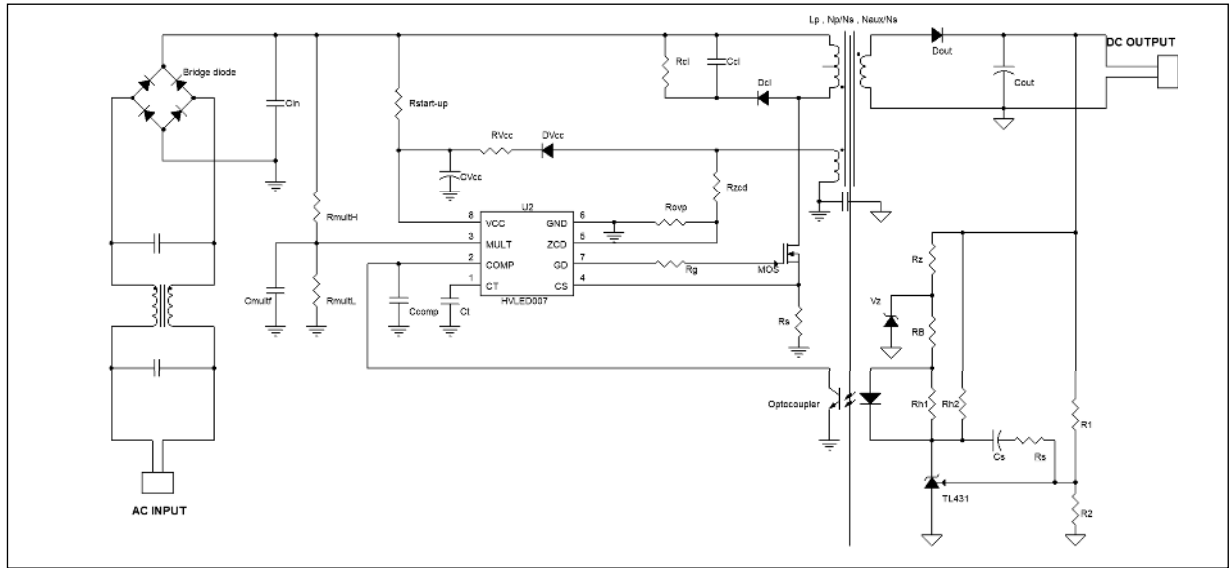 Lp , Np/Ns , Naux/Ns
Bridge diode
Cin
Rcl
Ccl
Dcl
Dout
Cout
DC OUTPUT
Rstart-up
RVcc
DVcc
CVcc
Rzcd
Rovp
U2
RmultH
8 VCC GND 6
3 MULT ZCD 5
2 COMP GD 7
1 CT CS 4
HVLED007
Rg
MOS
Cmultf
RmultL
Ccomp
Ct
Rs
Rz
Vz
RB
Optocoupler
Rh1
Rh2
R1
Cs
Rs
TL431
R2
AC INPUT